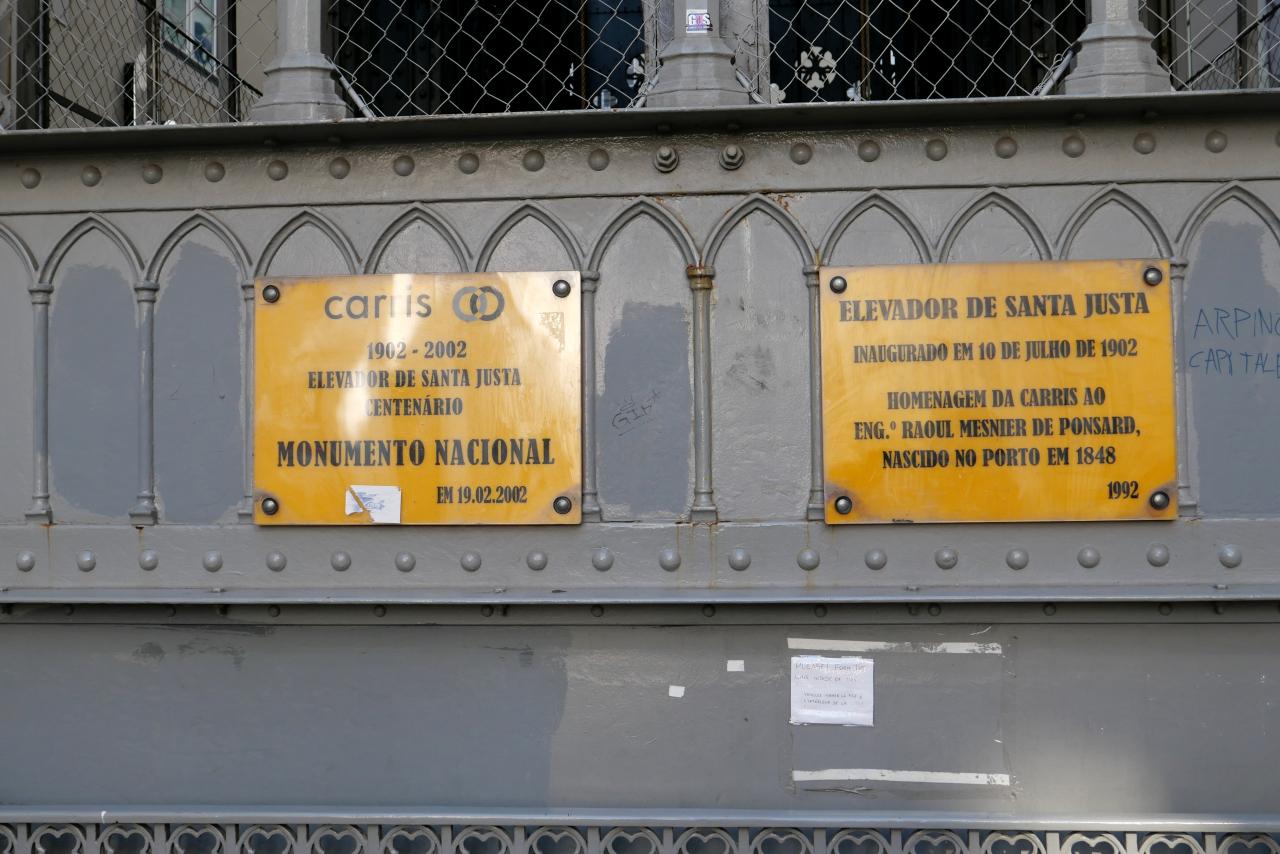 carris
1902 - 2002
ELEVADOR DE SANTA JUSTA
CENTENÁRIO
MONUMENTO NACIONAL
EM 19.02.2002
ELEVADOR DE SANTA JUSTA
INAUGURADO EM 10 DE JULHO DE 1902
HOMENAGEM DA CARRIS AO
ENG.º RAOUL MESNIER DE PONSARD,
NASCIDO NO PORTO EM 1848
1992
ARPINO
CAPITALE